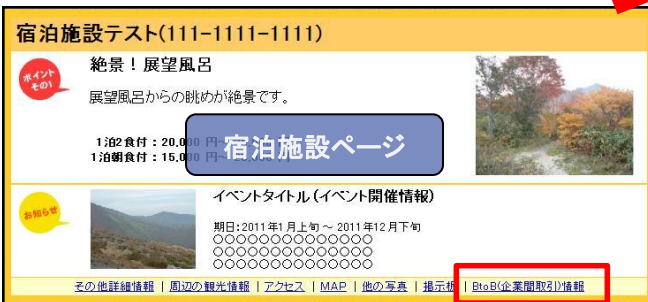 宿泊施設テスト(111-1111-1111)
ポイント
その1
絶景！展望風呂
展望風呂からの眺めが絶景です。
1泊2食付：20,000 円
1泊朝食付：15,000 円
宿泊施設ページ
お知らせ
イベントタイトル(イベント開催情報)
期日:2011年1月上旬 ～ 2011年12月下旬
○○○○○○○○○○○○○○
○○○○○○○○○○○○○○
○○○○○○○○○○○○○○
その他詳細情報 | 周辺の観光情報 | アクセス | MAP | 他の写真 | 掲示板 | BtoB(企業間取引)情報